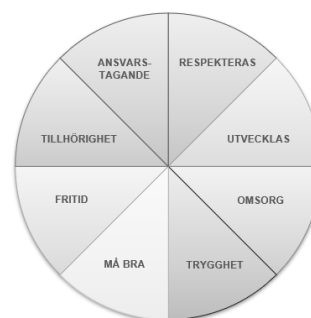 ANSVARS-
TAGANDE
RESPEKTERAS
TILLHÖRIGHET
UTVECKLAS
FRITID
OMSORG
MÅ BRA
TRYGGHET